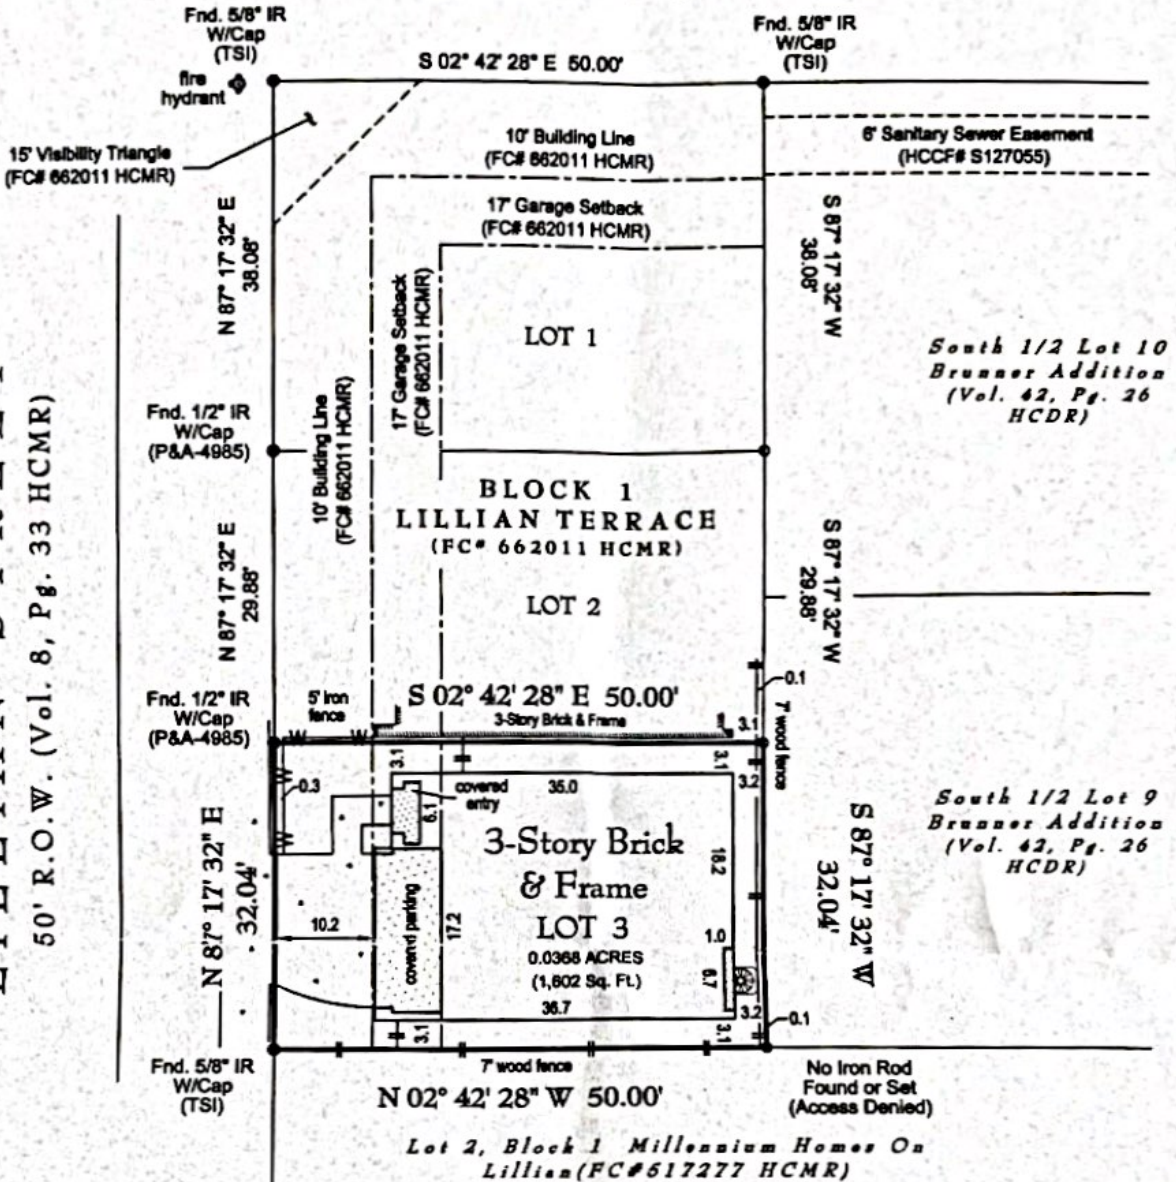 Fnd. 5/8" IR
W/Cap
(TSI)
fire
hydrant
S 02° 42' 28" E 50.00'
Fnd. 5/8" IR
W/Cap
(TSI)
15' Visibility Triangle
(FC# 662011 HCMR)
10' Building Line
(FC# 662011 HCMR)
6' Sanitary Sewer Easement
(HCCF# S127055)
17' Garage Setback
(FC# 662011 HCMR)
N 87° 17' 32" E
38.08'
S 87° 17' 32" W
38.08'
17' Garage Setback
(FC# 662011 HCMR)
LOT 1
South 1/2 Lot 10
Brunner Addition
(Vol. 42, Pg. 26
HCDR)
50' R.O.W. (Vol. 8, Pg. 33 HCMR)
Fnd. 1/2" IR
W/Cap
(P&A-4985)
10' Building Line
(FC# 662011 HCMR)
BLOCK 1
LILLIAN TERRACE
(FC# 662011 HCMR)
N 87° 17' 32" E
29.88'
S 87° 17' 32" W
29.88'
LOT 2
0.1
Fnd. 1/2" IR
W/Cap
(P&A-4985)
5' Iron
fence
S 02° 42' 28" E 50.00'
3-Story Brick & Frame
3.1
7' wood fence
W W
3.1
3.1
3.2
W
0.3
W
covered
entry
6.1
35.0
3-Story Brick
& Frame
LOT 3
0.0368 ACRES
(1,602 Sq. Ft.)
36.7
18.2
17.2
1.0
6.7
3.2
0.1
10.2
covered parking
3.1
3.1
N 87° 17' 32" E
32.04'
S 87° 17' 32" W
32.04'
South 1/2 Lot 9
Brunner Addition
(Vol. 42, Pg. 26
HCDR)
Fnd. 5/8" IR
W/Cap
(TSI)
7' wood fence
N 02° 42' 28" W 50.00'
No Iron Rod
Found or Set
(Access Denied)
Lot 2, Block 1 Millennium Homes On
Lillian (FC#517277 HCMR)